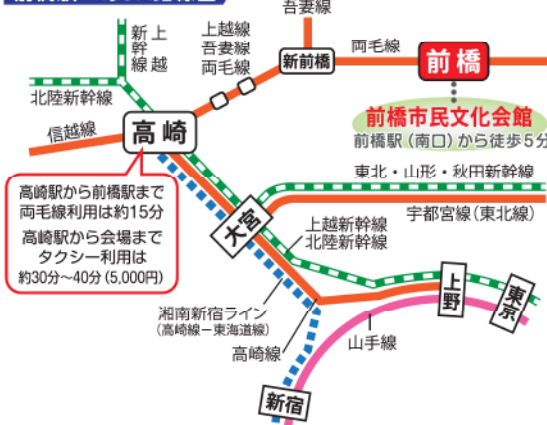 吾妻線
上越新幹線
上越線
吾妻線
両毛線
新前橋
両毛線
前橋
北陸新幹線
信越線
高崎
前橋市民文化会館
前橋駅(南口)から徒歩5分
高崎駅から前橋駅まで
両毛線利用は約15分
高崎駅から会場まで
タクシー利用は
約30分～40分(5,000円)
東北・山形・秋田新幹線
宇都宮線(東北線)
大宮
上越新幹線
北陸新幹線
湘南新宿ライン
(高崎線ー東海道線)
高崎線
上野
東京
山手線
新宿